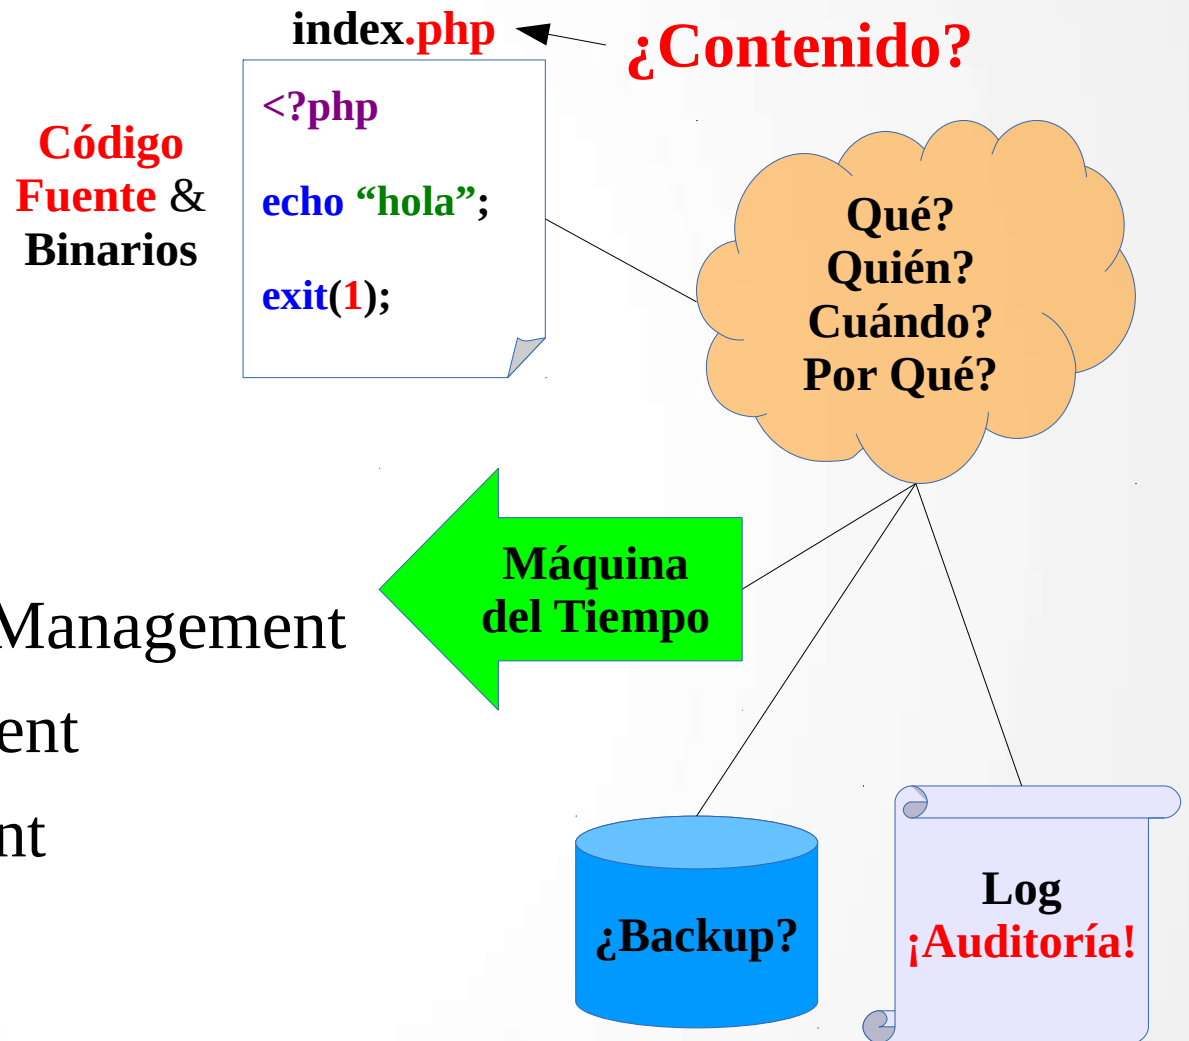 index.php
¿Contenido?
<?php
echo “hola”;
exit(1);
Código
Fuente &
Binarios
Qué?
Quién?
Cuándo?
Por Qué?
Máquina
del Tiempo
Management
ent
nt
¿Backup?
Log
¡Auditoría!